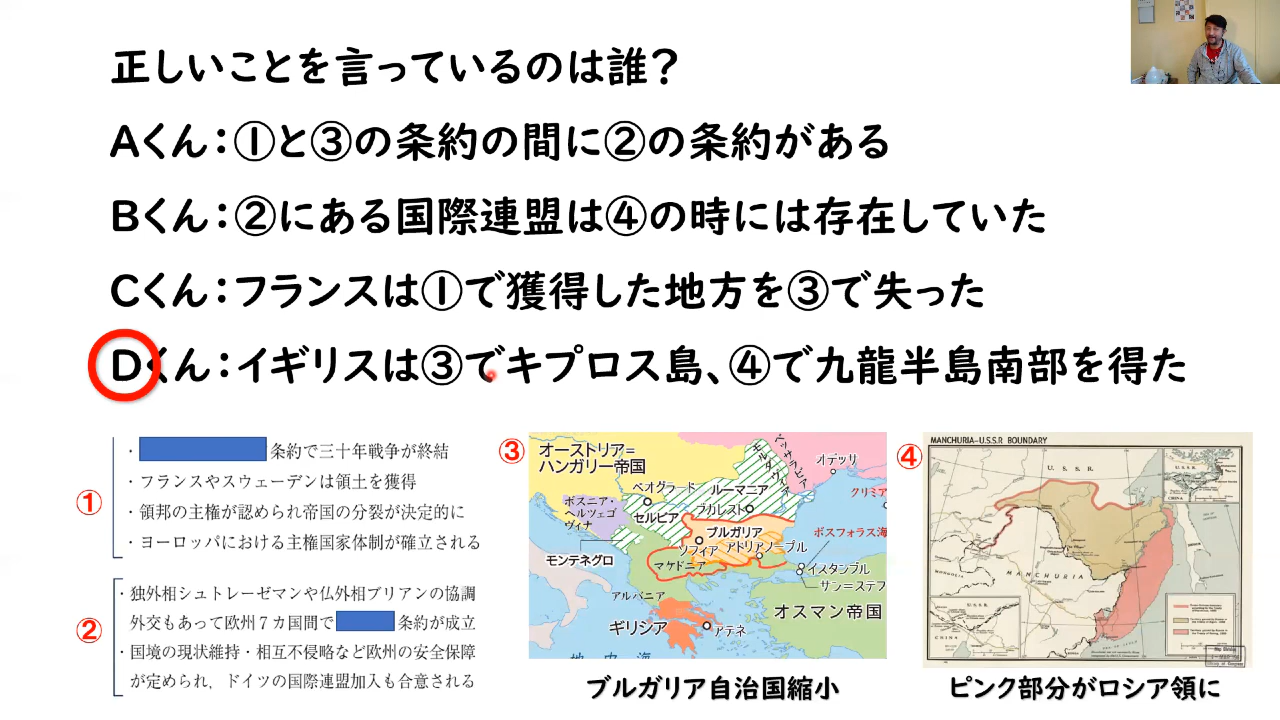 正しいことを言っているのは誰？
Aくん：①と③の条約の間に②の条約がある
Bくん：②にある国際連盟は④の時には存在していた
Cくん：フランスは①で獲得した地方を③で失った
Dくん：イギリスは③でキプロス島、④で九龍半島南部を得た
①
・ 条約で三十年戦争が終結
・フランスやスウェーデンは領土を獲得
・領邦の主権が認められ帝国の分裂が決定的に
・ヨーロッパにおける主権国家体制が確立される
②
・独外相シュトレーゼマンや仏外相ブリアンの協調
外交もあって欧州７カ国間で 条約が成立
・国境の現状維持・相互不侵略など欧州の安全保障
が定められ，ドイツの国際連盟加入も合意される
③
オーストリア＝
ハンガリー帝国
モルダヴィア
ベッサラビア
オデッサ
ベオグラード
ルーマニア
クリミア
ボスニア・
ヘルツェゴ
ヴィナ
セルビア
ブカレスト
ブルガリア
ボスフォラス海
ソフィア
アドリアノープル
モンテネグロ
マケドニア
イスタンブル
サン＝ステフ
アルバニア
オスマン帝国
ギリシア
アテネ
地 中 海
ブルガリア自治国縮小
④
MANCHURIA-U.S.S.R BOUNDARY
U. S. S. R.
U.S.S.R.
CHINA
MONGOLIA
MANCHURIA
CHINA
ピンク部分がロシア領に